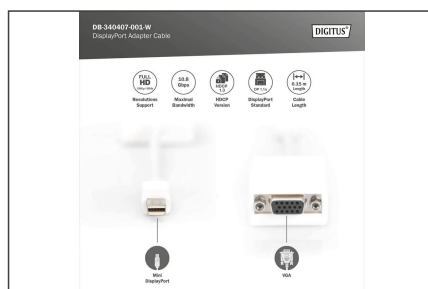 DB-340407-001-W
DisplayPort Adapter Cable
DIGITUS®
FULL
HD
10.8
Gbps
HDCP
1.3
DP 1.1a
0.15 m
Length
Resolutions
Support
Maximal
Bandwidth
HDCP
Version
DisplayPort
Standard
Cable
Length
Mini
DisplayPort
VGA